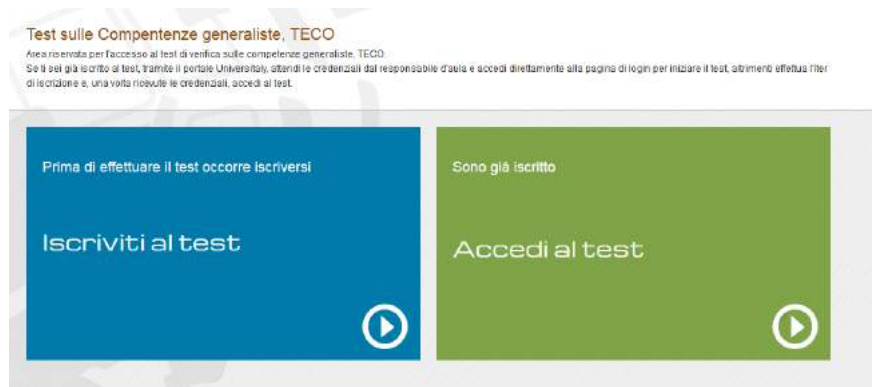 Test sulle Compentenze generaliste, TECO
Area riservata per l'accesso al test di verifica sulle competenze generaliste, TECO.
Se ti sei già iscritto al test, tramite il portale Universitaly, attendi le credenziali dal responsabile d'aula e accedi direttamente alla pagina di login per iniziare il test, altrimenti effettua l'iter
di iscrizione e, una volta ricevute le credenziali, accedi al test.
Prima di effettuare il test occorre iscriversi
Iscriviti al test
Sono già iscritto
Accedi al test